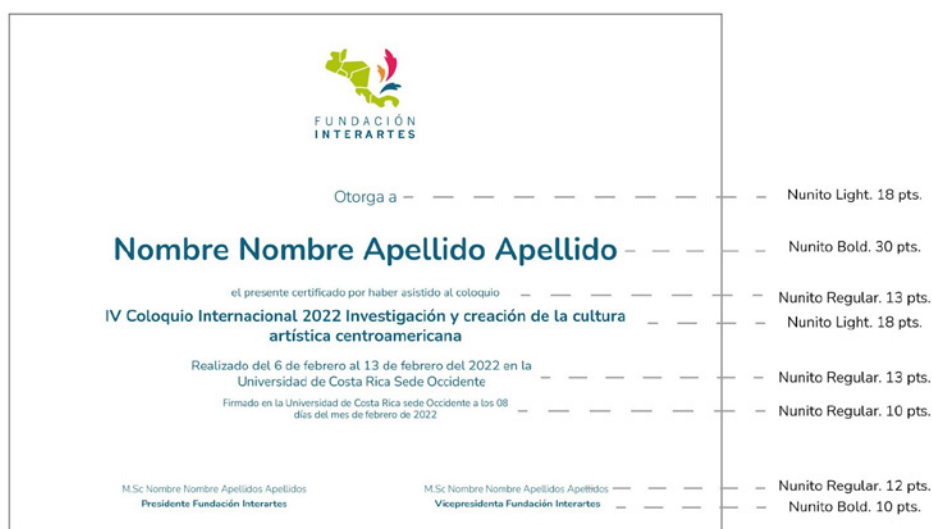 FUNDACIÓN
INTERARTES
Otorga a
Nunito Light. 18 pts.
Nombre Nombre Apellido Apellido
Nunito Bold. 30 pts.
el presente certificado por haber asistido al coloquio
Nunito Regular. 13 pts.
IV Coloquio Internacional 2022 Investigación y creación de la cultura
Nunito Light. 18 pts.
artística centroamericana
Realizado del 6 de febrero al 13 de febrero del 2022 en la
Nunito Regular. 13 pts.
Universidad de Costa Rica Sede Occidente
Firmado en la Universidad de Costa Rica sede Occidente a los 08
Nunito Regular. 10 pts.
días del mes de febrero de 2022
M.Sc Nombre Nombre Apellidos Apellidos
M.Sc Nombre Nombre Apellidos Apellidos
Nunito Regular. 12 pts.
Presidente Fundación Interartes
Vicepresidenta Fundación Interartes
Nunito Bold. 10 pts.